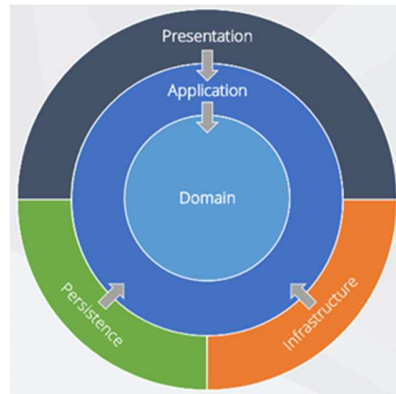 Presentation
Application
Domain
Persistence
Infrastructure